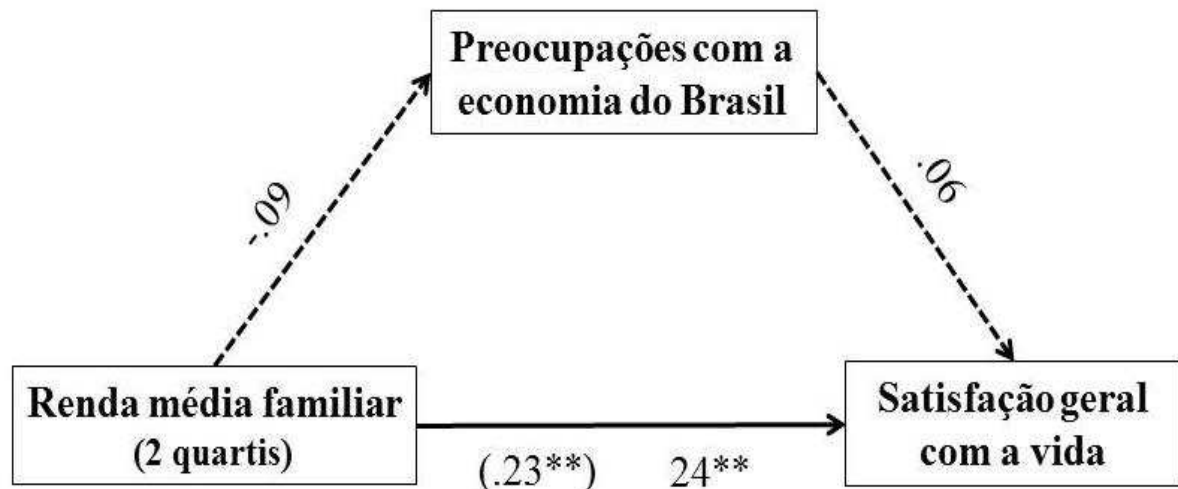 Preocupações com a
economia do Brasil
-.09
.06
Renda média familiar
(2 quartis)
Satisfação geral
com a vida
(.23**) 24**